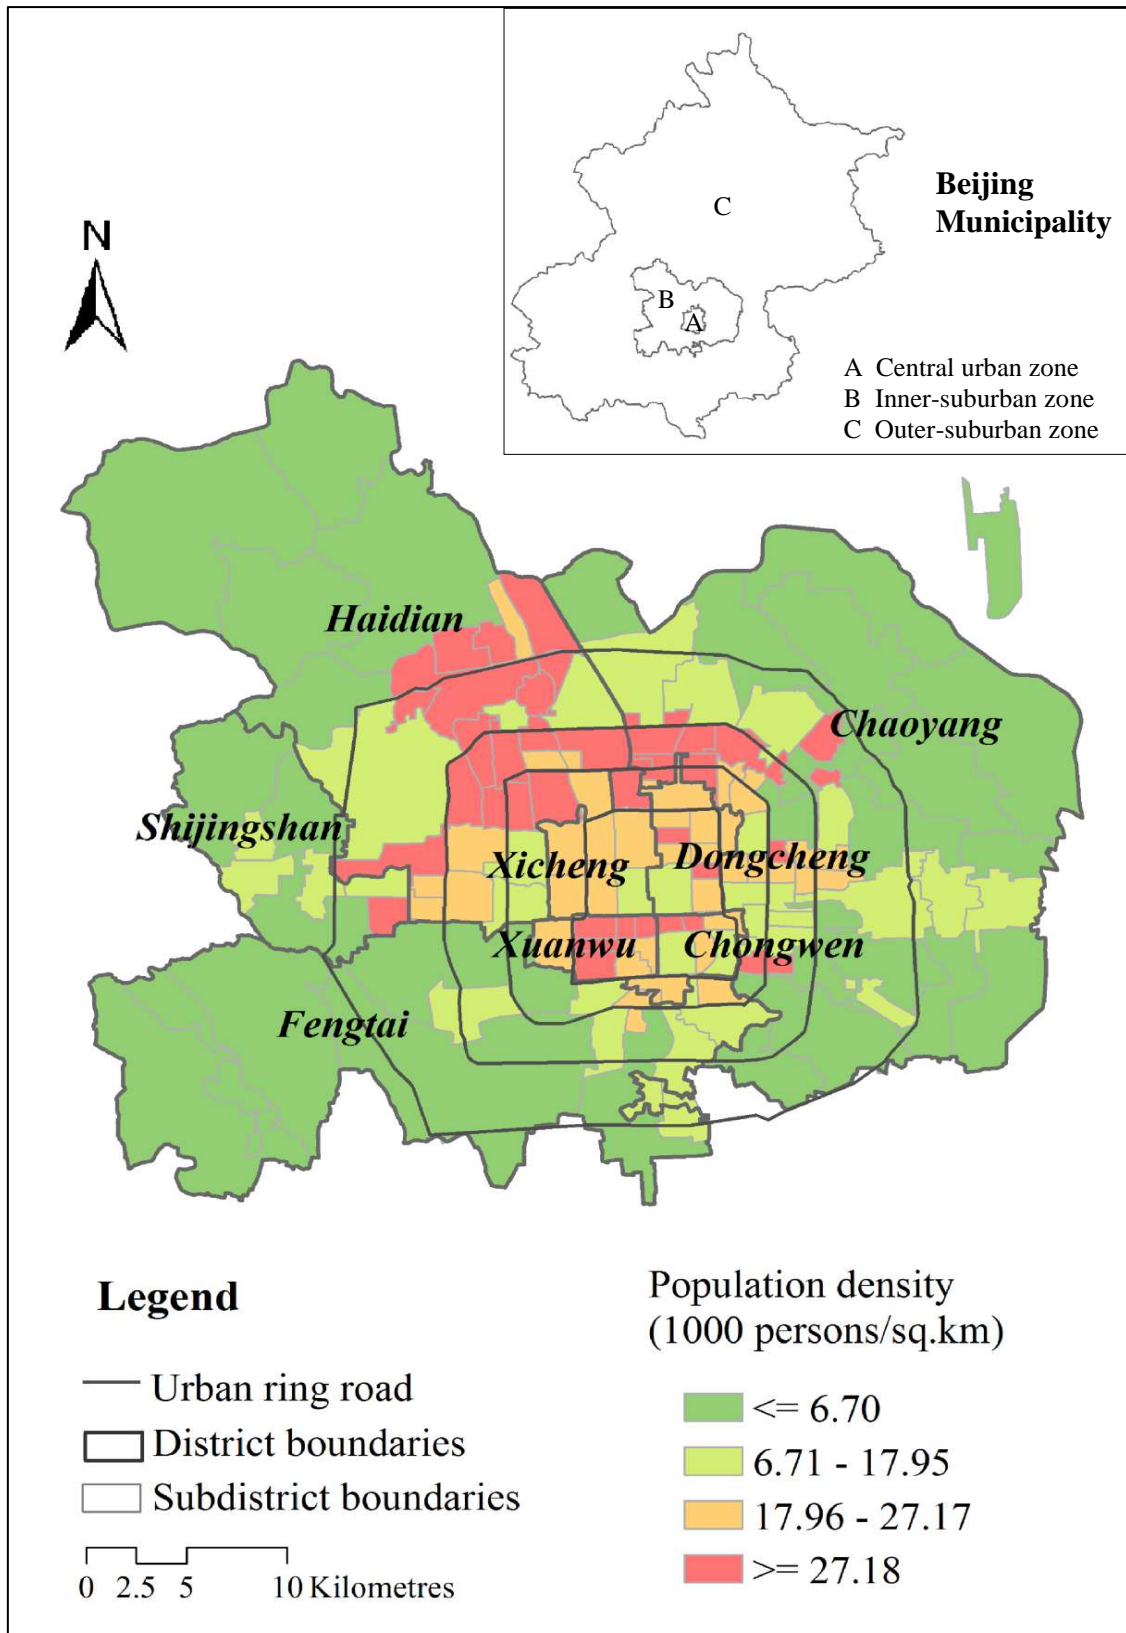 C
Beijing
Municipality
B
A
A Central urban zone
B Inner-suburban zone
C Outer-suburban zone
N
Haidian
Chaoyang
Shijingshan
Xicheng
Dongcheng
Xuanwu
Chongwen
Fengtai
Legend
Urban ring road
District boundaries
Subdistrict boundaries
0 2.5 5 10 Kilometres
Population density
(1000 persons/sq.km)
<= 6.70
6.71 - 17.95
17.96 - 27.17
>= 27.18